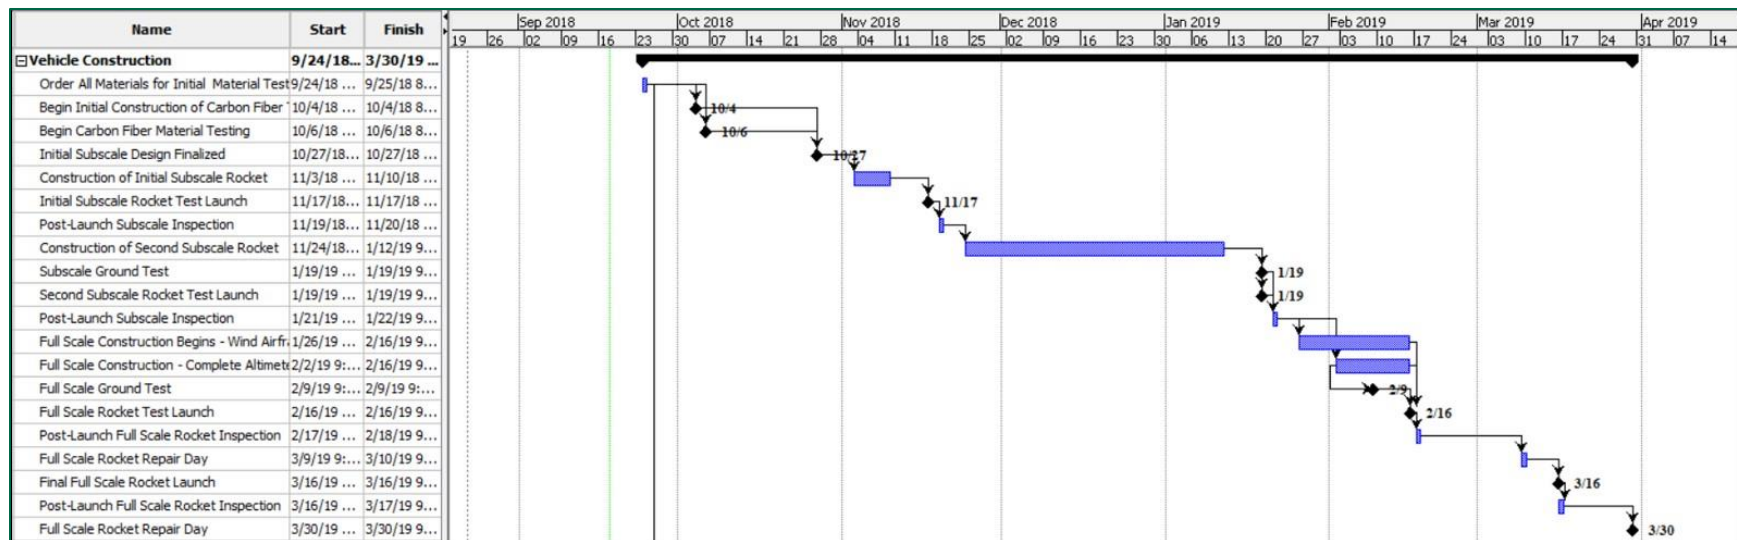 Name Start Finish
Sep 2018 Oct 2018 Nov 2018 Dec 2018 Jan 2019 Feb 2019 Mar 2019 Apr 2019
19 26 02 09 16 23 30 07 14 21 28 04 11 18 25 02 09 16 23 30 06 13 20 27 03 10 17 24 03 10 17 24 31 07 14
Vehicle Construction 9/24/18... 3/30/19 ...
Order All Materials for Initial Material Test 9/24/18 ... 9/25/18 8...
Begin Initial Construction of Carbon Fiber 10/4/18 ... 10/4/18 8... 10/4
Begin Carbon Fiber Material Testing 10/6/18 ... 10/6/18 8... 10/6
Initial Subscale Design Finalized 10/27/18... 10/27/18 ... 10/27
Construction of Initial Subscale Rocket 11/3/18 ... 11/10/18 ...
Initial Subscale Rocket Test Launch 11/17/18... 11/17/18 ... 11/17
Post-Launch Subscale Inspection 11/19/18... 11/20/18 ...
Construction of Second Subscale Rocket 11/24/18... 1/12/19 9...
Subscale Ground Test 1/19/19 ... 1/19/19 9... 1/19
Second Subscale Rocket Test Launch 1/19/19 ... 1/19/19 9... 1/19
Post-Launch Subscale Inspection 1/21/19 ... 1/22/19 9...
Full Scale Construction Begins - Wind Airfr 1/26/19 ... 2/16/19 9...
Full Scale Construction - Complete Altimete 2/2/19 9:... 2/16/19 9...
Full Scale Ground Test 2/9/19 9:... 2/9/19 9:... 2/9
Full Scale Rocket Test Launch 2/16/19 ... 2/16/19 9... 2/16
Post-Launch Full Scale Rocket Inspection 2/17/19 ... 2/18/19 9...
Full Scale Rocket Repair Day 3/9/19 9:... 3/10/19 9...
Final Full Scale Rocket Launch 3/16/19 ... 3/16/19 9... 3/16
Post-Launch Full Scale Rocket Inspection 3/16/19 ... 3/17/19 9...
Full Scale Rocket Repair Day 3/30/19 ... 3/30/19 9... 3/30